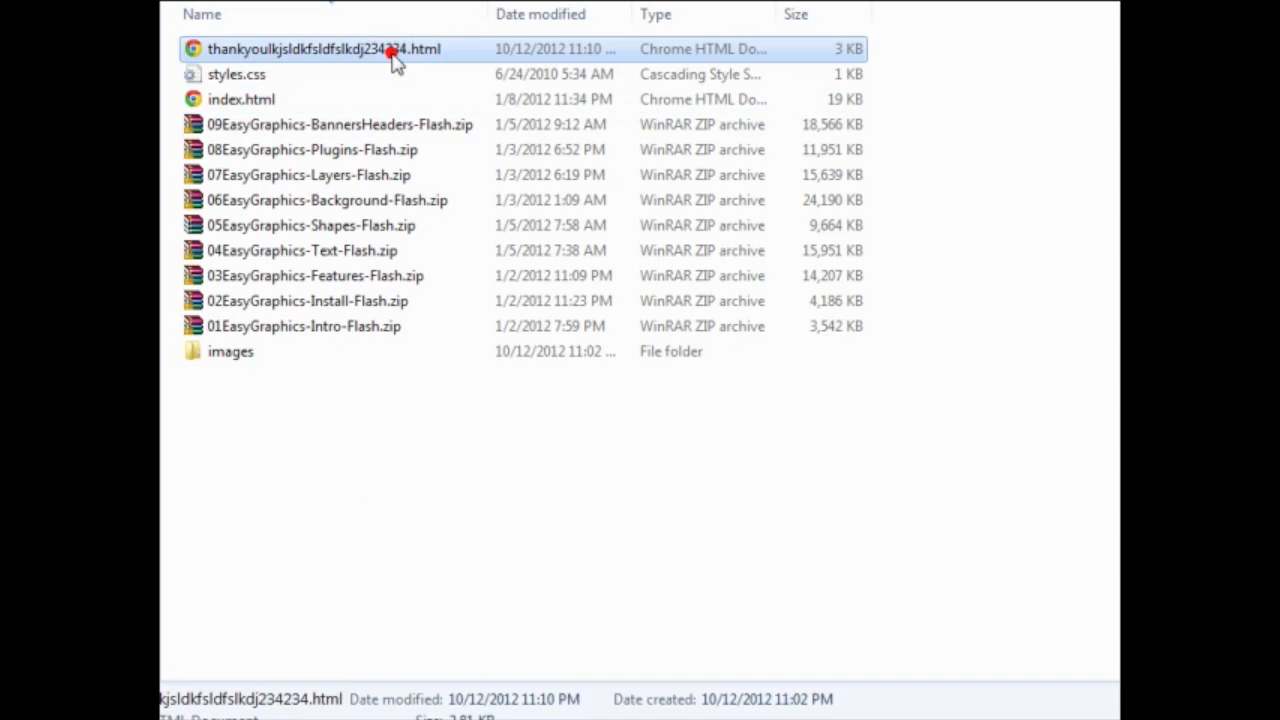 Name Date modified Type Size
thankyoulkjsldkfsldfslkdj234234.html 10/12/2012 11:10 ... Chrome HTML Do... 3 KB
styles.css 6/24/2010 5:34 AM Cascading Style S... 1 KB
index.html 1/8/2012 11:34 PM Chrome HTML Do... 19 KB
09EasyGraphics-BannersHeaders-Flash.zip 1/5/2012 9:12 AM WinRAR ZIP archive 18,566 KB
08EasyGraphics-Plugins-Flash.zip 1/3/2012 6:52 PM WinRAR ZIP archive 11,951 KB
07EasyGraphics-Layers-Flash.zip 1/3/2012 6:19 PM WinRAR ZIP archive 15,639 KB
06EasyGraphics-Background-Flash.zip 1/3/2012 1:09 AM WinRAR ZIP archive 24,190 KB
05EasyGraphics-Shapes-Flash.zip 1/5/2012 7:58 AM WinRAR ZIP archive 9,664 KB
04EasyGraphics-Text-Flash.zip 1/5/2012 7:38 AM WinRAR ZIP archive 15,951 KB
03EasyGraphics-Features-Flash.zip 1/2/2012 11:09 PM WinRAR ZIP archive 14,207 KB
02EasyGraphics-Install-Flash.zip 1/2/2012 11:23 PM WinRAR ZIP archive 4,186 KB
01EasyGraphics-Intro-Flash.zip 1/2/2012 7:59 PM WinRAR ZIP archive 3,542 KB
images 10/12/2012 11:02 ... File folder
kjsldkfsldfslkdj234234.html Date modified: 10/12/2012 11:10 PM Date created: 10/12/2012 11:02 PM
TML Document Size: 2.81 KB